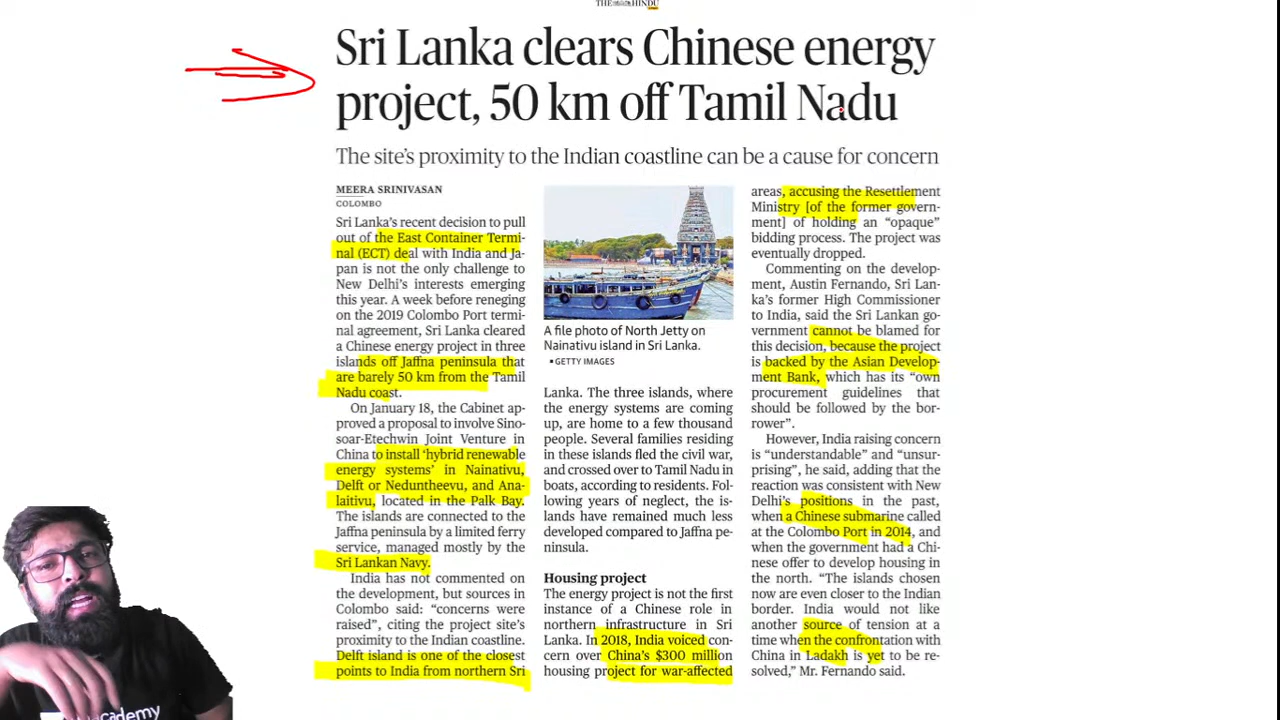 THE HINDU
Sri Lanka clears Chinese energy
project, 50 km off Tamil Nadu
The site's proximity to the Indian coastline can be a cause for concern
MEERA SRINIVASAN
COLOMBO
Sri Lanka's recent decision to pull
out of the East Container Termi-
nal (ECT) deal with India and Ja-
pan is not the only challenge to
New Delhi's interests emerging
this year. A week before reneging
on the 2019 Colombo Port termi-
nal agreement, Sri Lanka cleared
a Chinese energy project in three
islands off Jaffna peninsula that
are barely 50 km from the Tamil
Nadu coast.
On January 18, the Cabinet ap-
proved a proposal to involve Sino-
soar-Etechwin Joint Venture in
China to install 'hybrid renewable
energy systems' in Nainativu,
Delft or Neduntheevu, and Ana-
laitivu, located in the Palk Bay.
The islands are connected to the
Jaffna peninsula by a limited ferry
service, managed mostly by the
Sri Lankan Navy.
India has not commented on
the development, but sources in
Colombo said: "concerns were
raised", citing the project site's
proximity to the Indian coastline.
Delft island is one of the closest
points to India from northern Sri
A file photo of North Jetty on
Nainativu island in Sri Lanka.
▪ GETTY IMAGES
Lanka. The three islands, where
the energy systems are coming
up, are home to a few thousand
people. Several families residing
in these islands fled the civil war,
and crossed over to Tamil Nadu in
boats, according to residents. Fol-
lowing years of neglect, the is-
lands have remained much less
developed compared to Jaffna pe-
ninsula.
Housing project
The energy project is not the first
instance of a Chinese role in
northern infrastructure in Sri
Lanka. In 2018, India voiced con-
cern over China's $300 million
housing project for war-affected
areas, accusing the Resettlement
Ministry [of the former govern-
ment] of holding an "opaque"
bidding process. The project was
eventually dropped.
Commenting on the develop-
ment, Austin Fernando, Sri Lan-
ka's former High Commissioner
to India, said the Sri Lankan go-
vernment cannot be blamed for
this decision, because the project
is backed by the Asian Develop-
ment Bank, which has its "own
procurement guidelines that
should be followed by the bor-
rower".
However, India raising concern
is "understandable" and "unsur-
prising", he said, adding that the
reaction was consistent with New
Delhi's positions in the past,
when a Chinese submarine called
at the Colombo Port in 2014, and
when the government had a Chi-
nese offer to develop housing in
the north. "The islands chosen
now are even closer to the Indian
border. India would not like
another source of tension at a
time when the confrontation with
China in Ladakh is yet to be re-
solved," Mr. Fernando said.